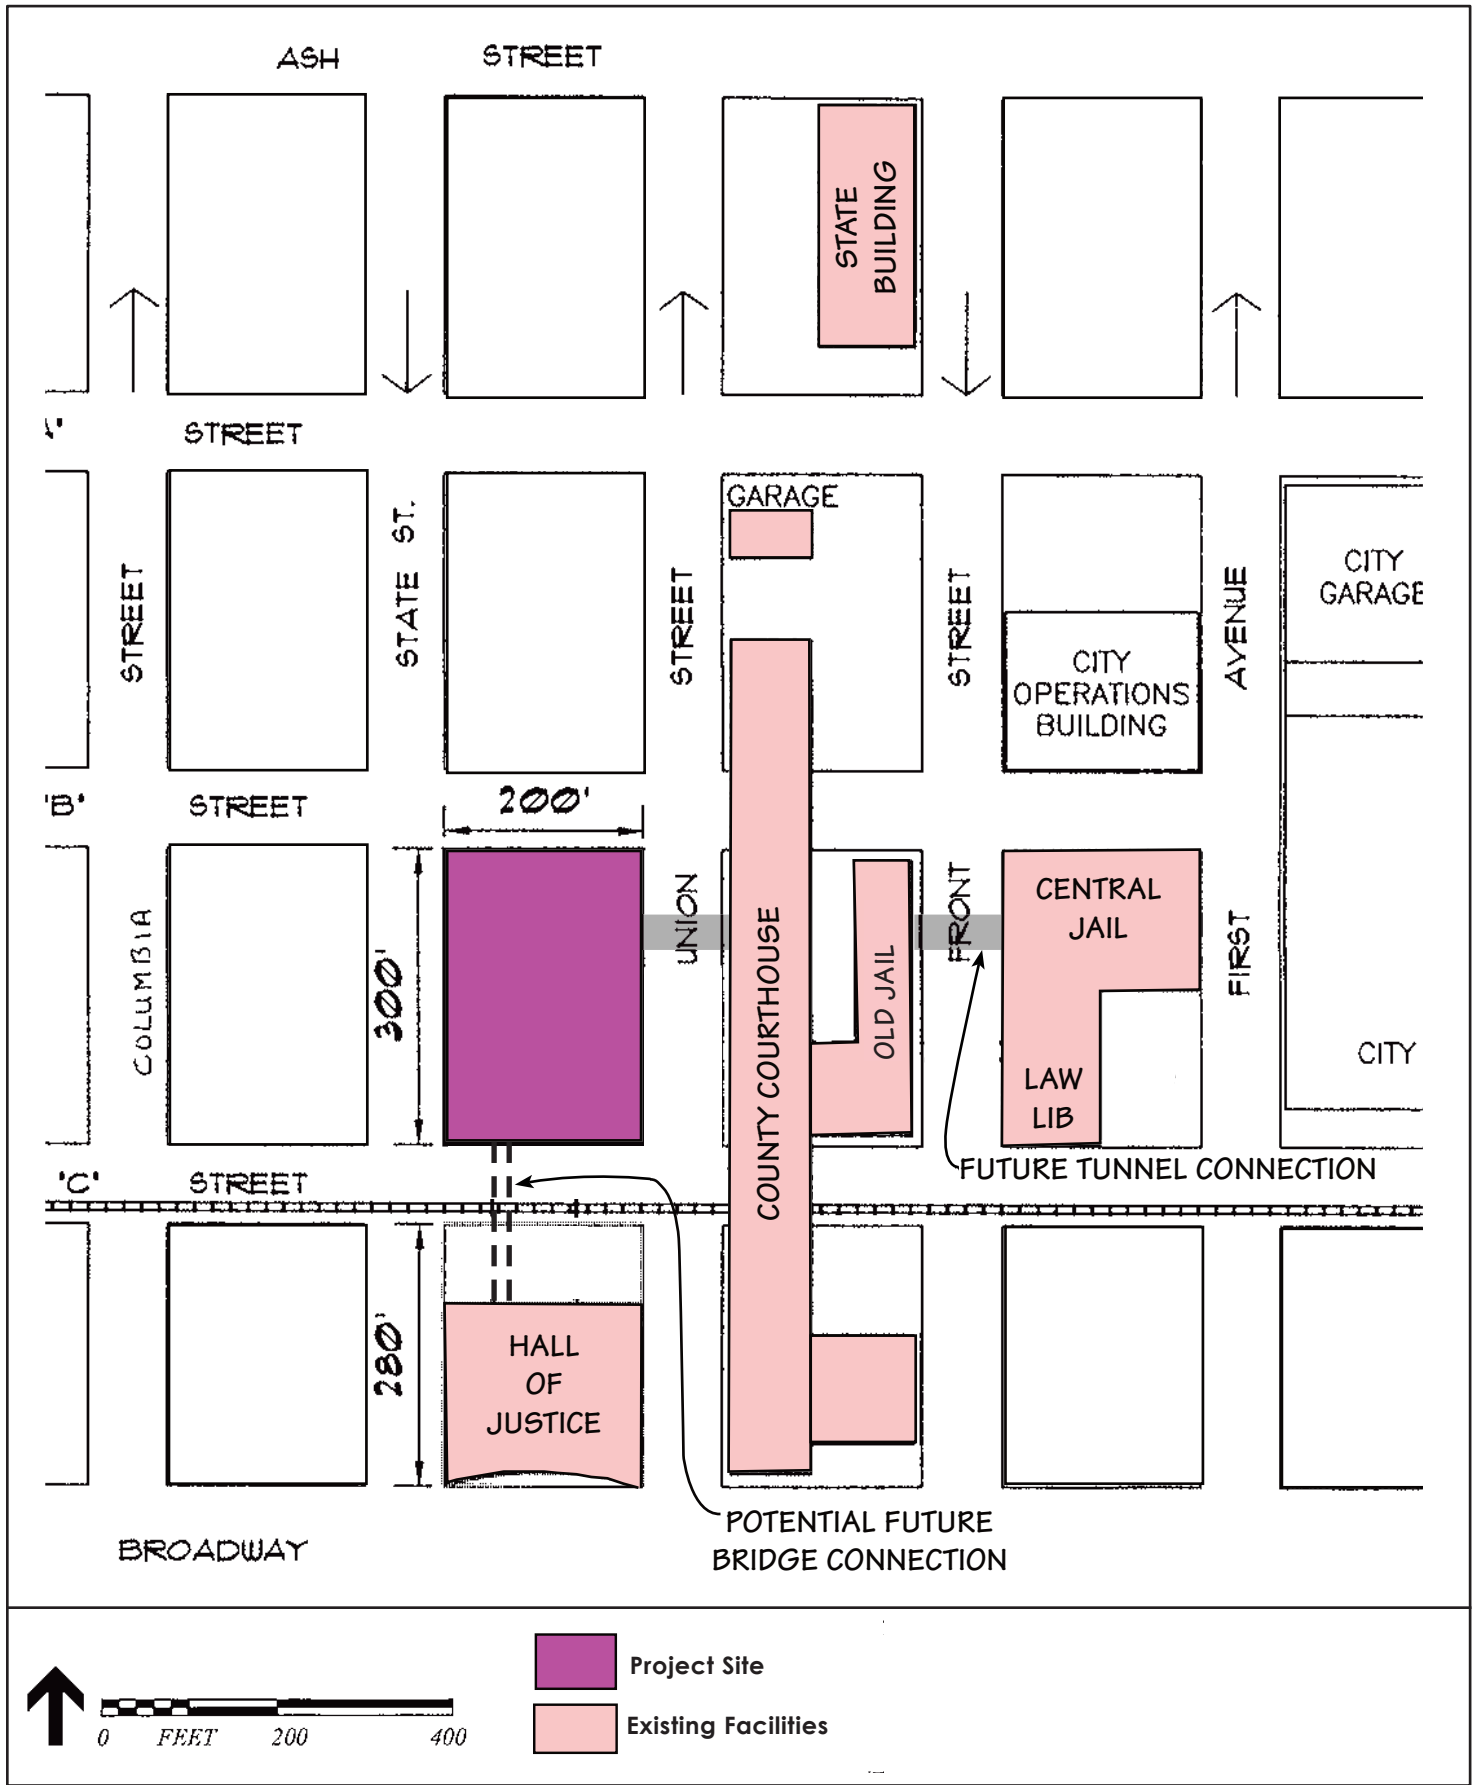 ASH STREET
STATE
BUILDING
STREET
GARAGE
STREET
STATE ST.
STREET
STREET
AVENUE
CITY
GARAGE
CITY
OPERATIONS
BUILDING
'B' STREET
200'
300'
COLUMBIA
UNION
COUNTY COURTHOUSE
OLD JAIL
FRONT
CENTRAL
JAIL
LAW
LIB
FIRST
CITY
FUTURE TUNNEL CONNECTION
'C' STREET
280'
HALL
OF
JUSTICE
POTENTIAL FUTURE
BRIDGE CONNECTION
BROADWAY
0 FEET 200 400
Project Site
Existing Facilities